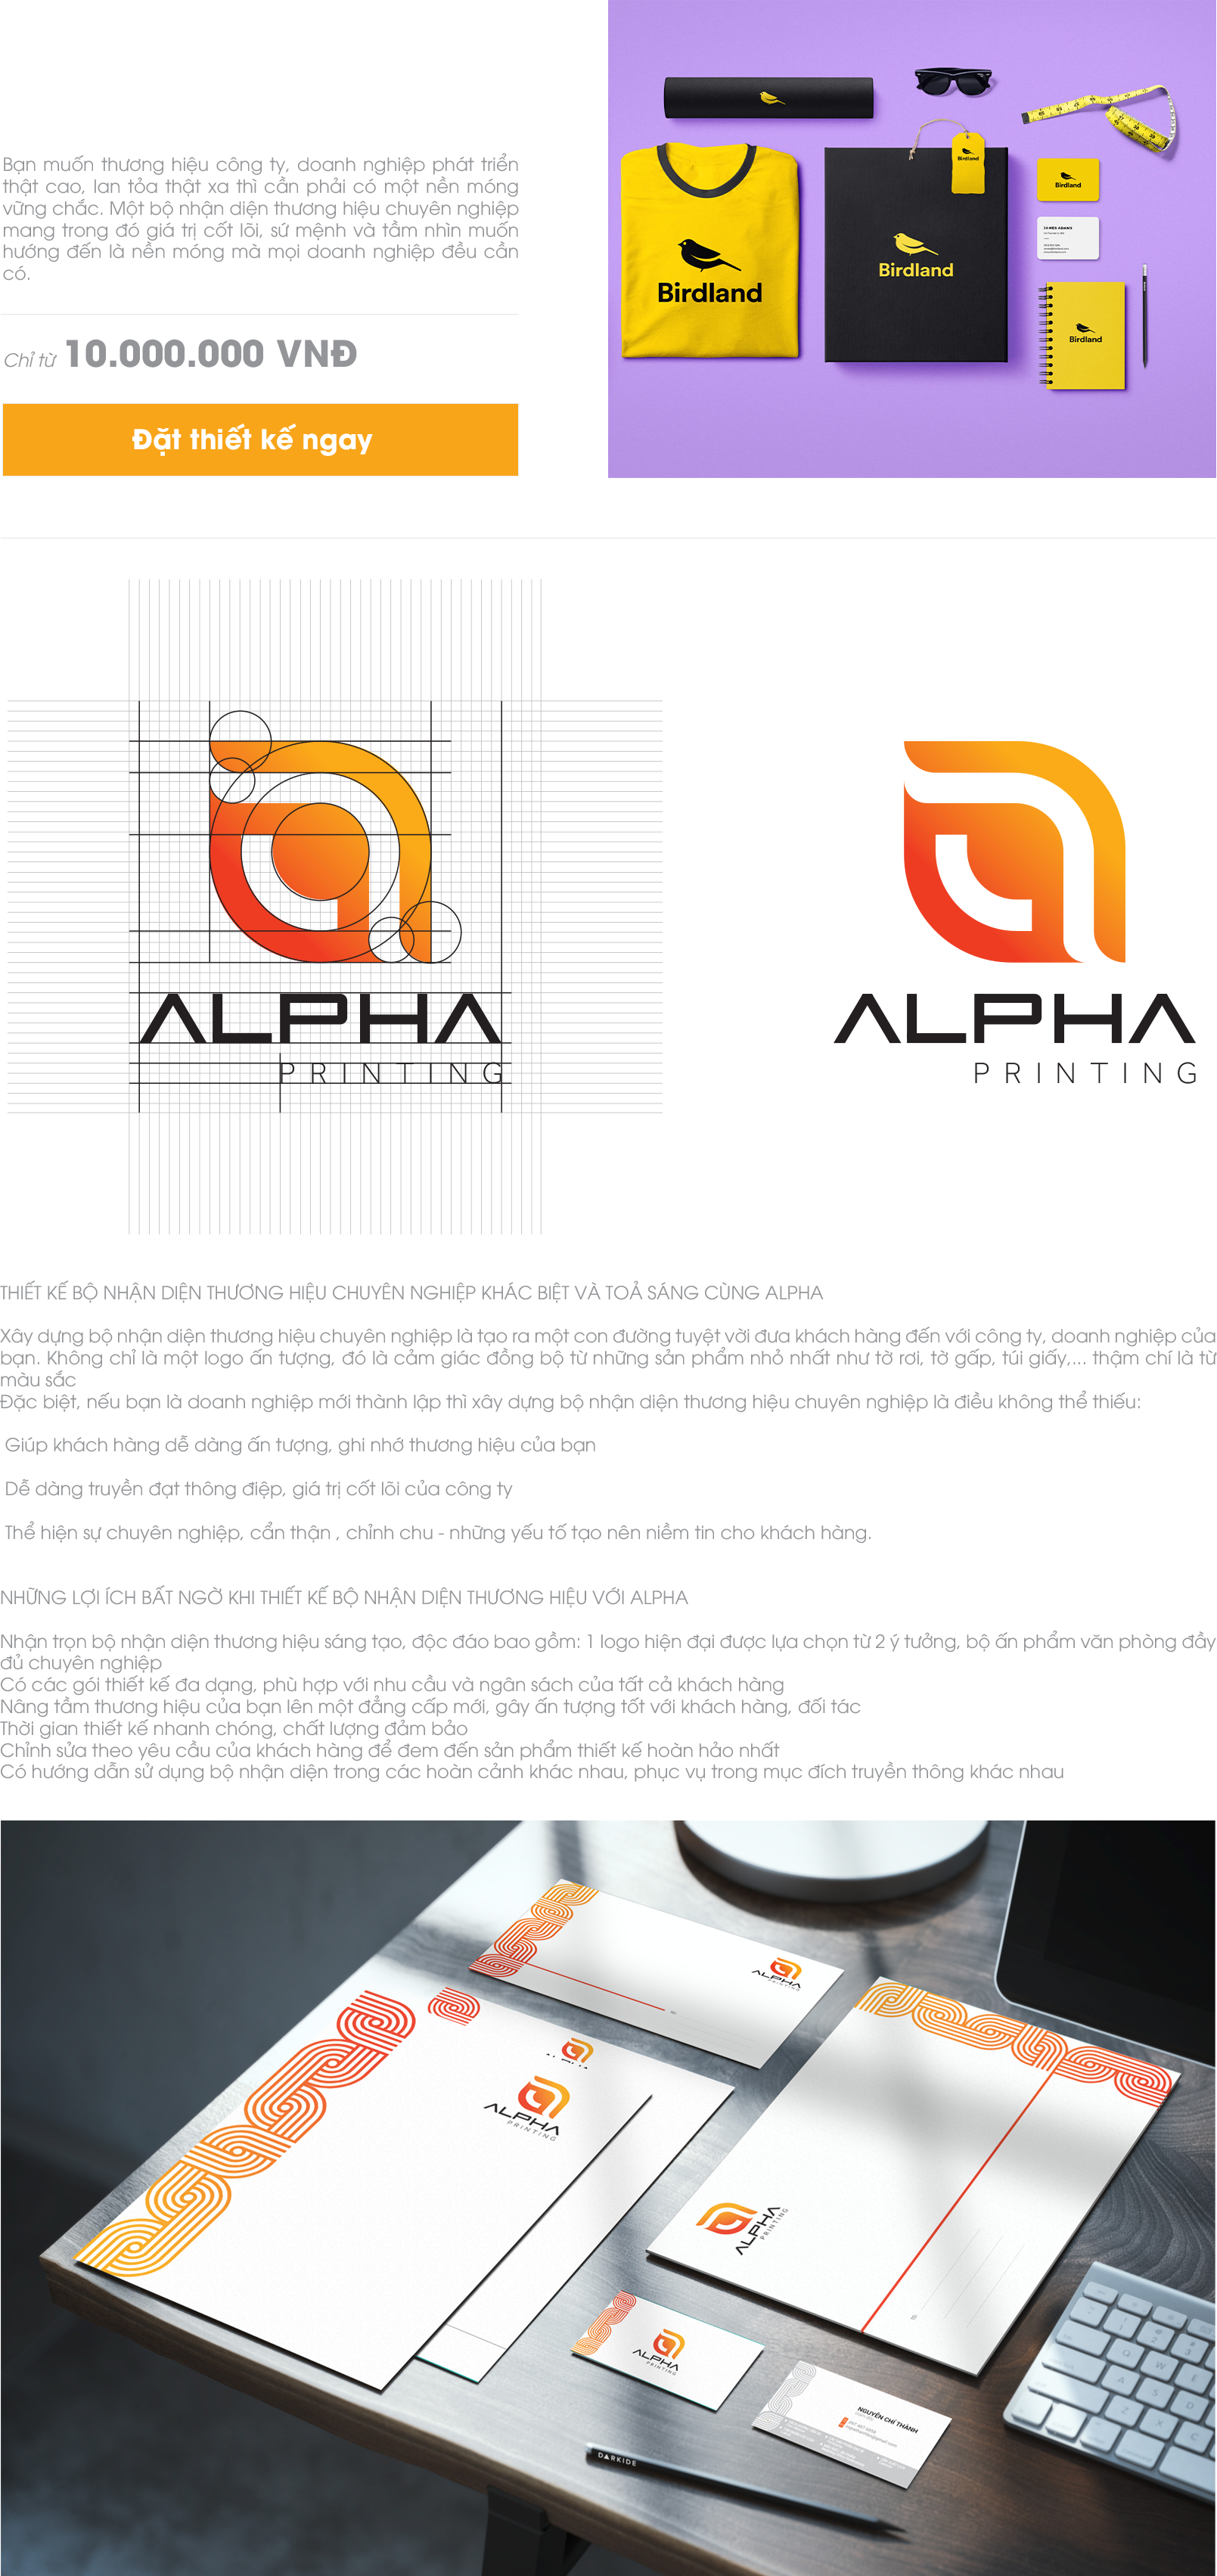 Bạn muốn thương hiệu công ty, doanh nghiệp phát triển
thật cao, lan tỏa thật xa thì cần phải có một nền móng
vững chắc. Một bộ nhận diện thương hiệu chuyên nghiệp
mang trong đó giá trị cốt lõi, sứ mệnh và tầm nhìn muốn
hướng đến là nền móng mà mọi doanh nghiệp đều cần
có.
Chỉ từ 10.000.000 VNĐ
Đặt thiết kế ngay
Birdland
Birdland
Birdland
Birdland
Birdland
ALPHA
PRINTING
ALPHA
PRINTING
THIẾT KẾ BỘ NHẬN DIỆN THƯƠNG HIỆU CHUYÊN NGHIỆP KHÁC BIỆT VÀ TOẢ SÁNG CÙNG ALPHA
Xây dựng bộ nhận diện thương hiệu chuyên nghiệp là tạo ra một con đường tuyệt vời đưa khách hàng đến với công ty, doanh nghiệp của
bạn. Không chỉ là một logo ấn tượng, đó là cảm giác đồng bộ từ những sản phẩm nhỏ nhất như tờ rơi, tờ gấp, túi giấy,... thậm chí là từ
màu sắc
Đặc biệt, nếu bạn là doanh nghiệp mới thành lập thì xây dựng bộ nhận diện thương hiệu chuyên nghiệp là điều không thể thiếu:
Giúp khách hàng dễ dàng ấn tượng, ghi nhớ thương hiệu của bạn
Dễ dàng truyền đạt thông điệp, giá trị cốt lõi của công ty
Thể hiện sự chuyên nghiệp, cẩn thận , chỉnh chu - những yếu tố tạo nên niềm tin cho khách hàng.
NHỮNG LỢI ÍCH BẤT NGỜ KHI THIẾT KẾ BỘ NHẬN DIỆN THƯƠNG HIỆU VỚI ALPHA
Nhận trọn bộ nhận diện thương hiệu sáng tạo, độc đáo bao gồm: 1 logo hiện đại được lựa chọn từ 2 ý tưởng, bộ ấn phẩm văn phòng đầy
đủ chuyên nghiệp
Có các gói thiết kế đa dạng, phù hợp với nhu cầu và ngân sách của tất cả khách hàng
Nâng tầm thương hiệu của bạn lên một đẳng cấp mới, gây ấn tượng tốt với khách hàng, đối tác
Thời gian thiết kế nhanh chóng, chất lượng đảm bảo
Chỉnh sửa theo yêu cầu của khách hàng để đem đến sản phẩm thiết kế hoàn hảo nhất
Có hướng dẫn sử dụng bộ nhận diện trong các hoàn cảnh khác nhau, phục vụ trong mục đích truyền thông khác nhau
ALPHA
PRINTING
ALPHA
PRINTING
ALPHA
PRINTING
ALPHA
PRINTING
NGUYỄN CHÍ THÀNH
DARKIDE